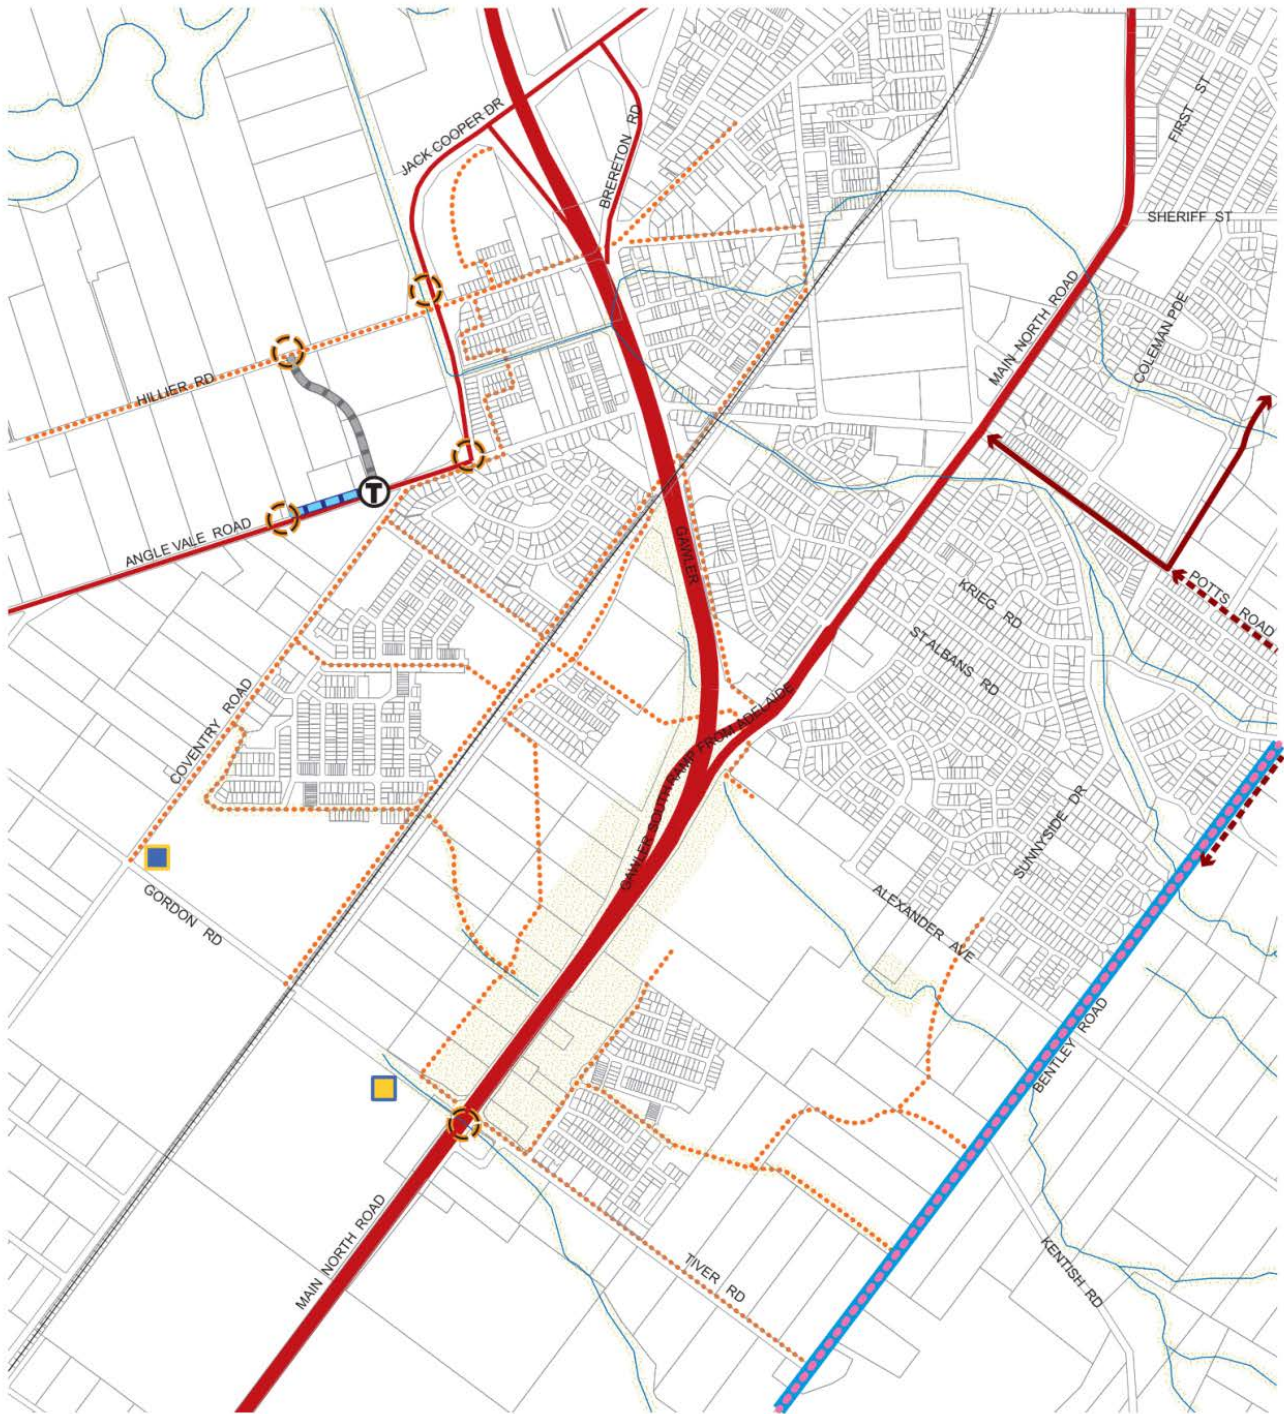 FIRST ST
JACK COOPER DR
BRERETON RD
SHERIFF ST
MAIN NORTH ROAD
COLEMAN PDE
HILLIER RD
T
ANGLE VALE ROAD
GAWLER
POTTS ROAD
KRIEG RD
ST ALBANS RD
COVENTRY ROAD
GAWLER SOUTH RAMP FROM ADELAIDE
SUNNYSIDE DR
GORDON RD
ALEXANDER AVE
BENTLEY ROAD
MAIN NORTH ROAD
TIVER RD
KENTISH RD